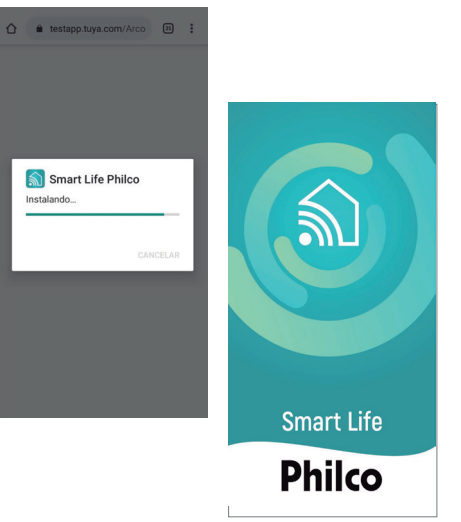 testapp.tuya.com/Arco
Smart Life Philco
Instalando...
CANCELAR
Smart Life
Philco